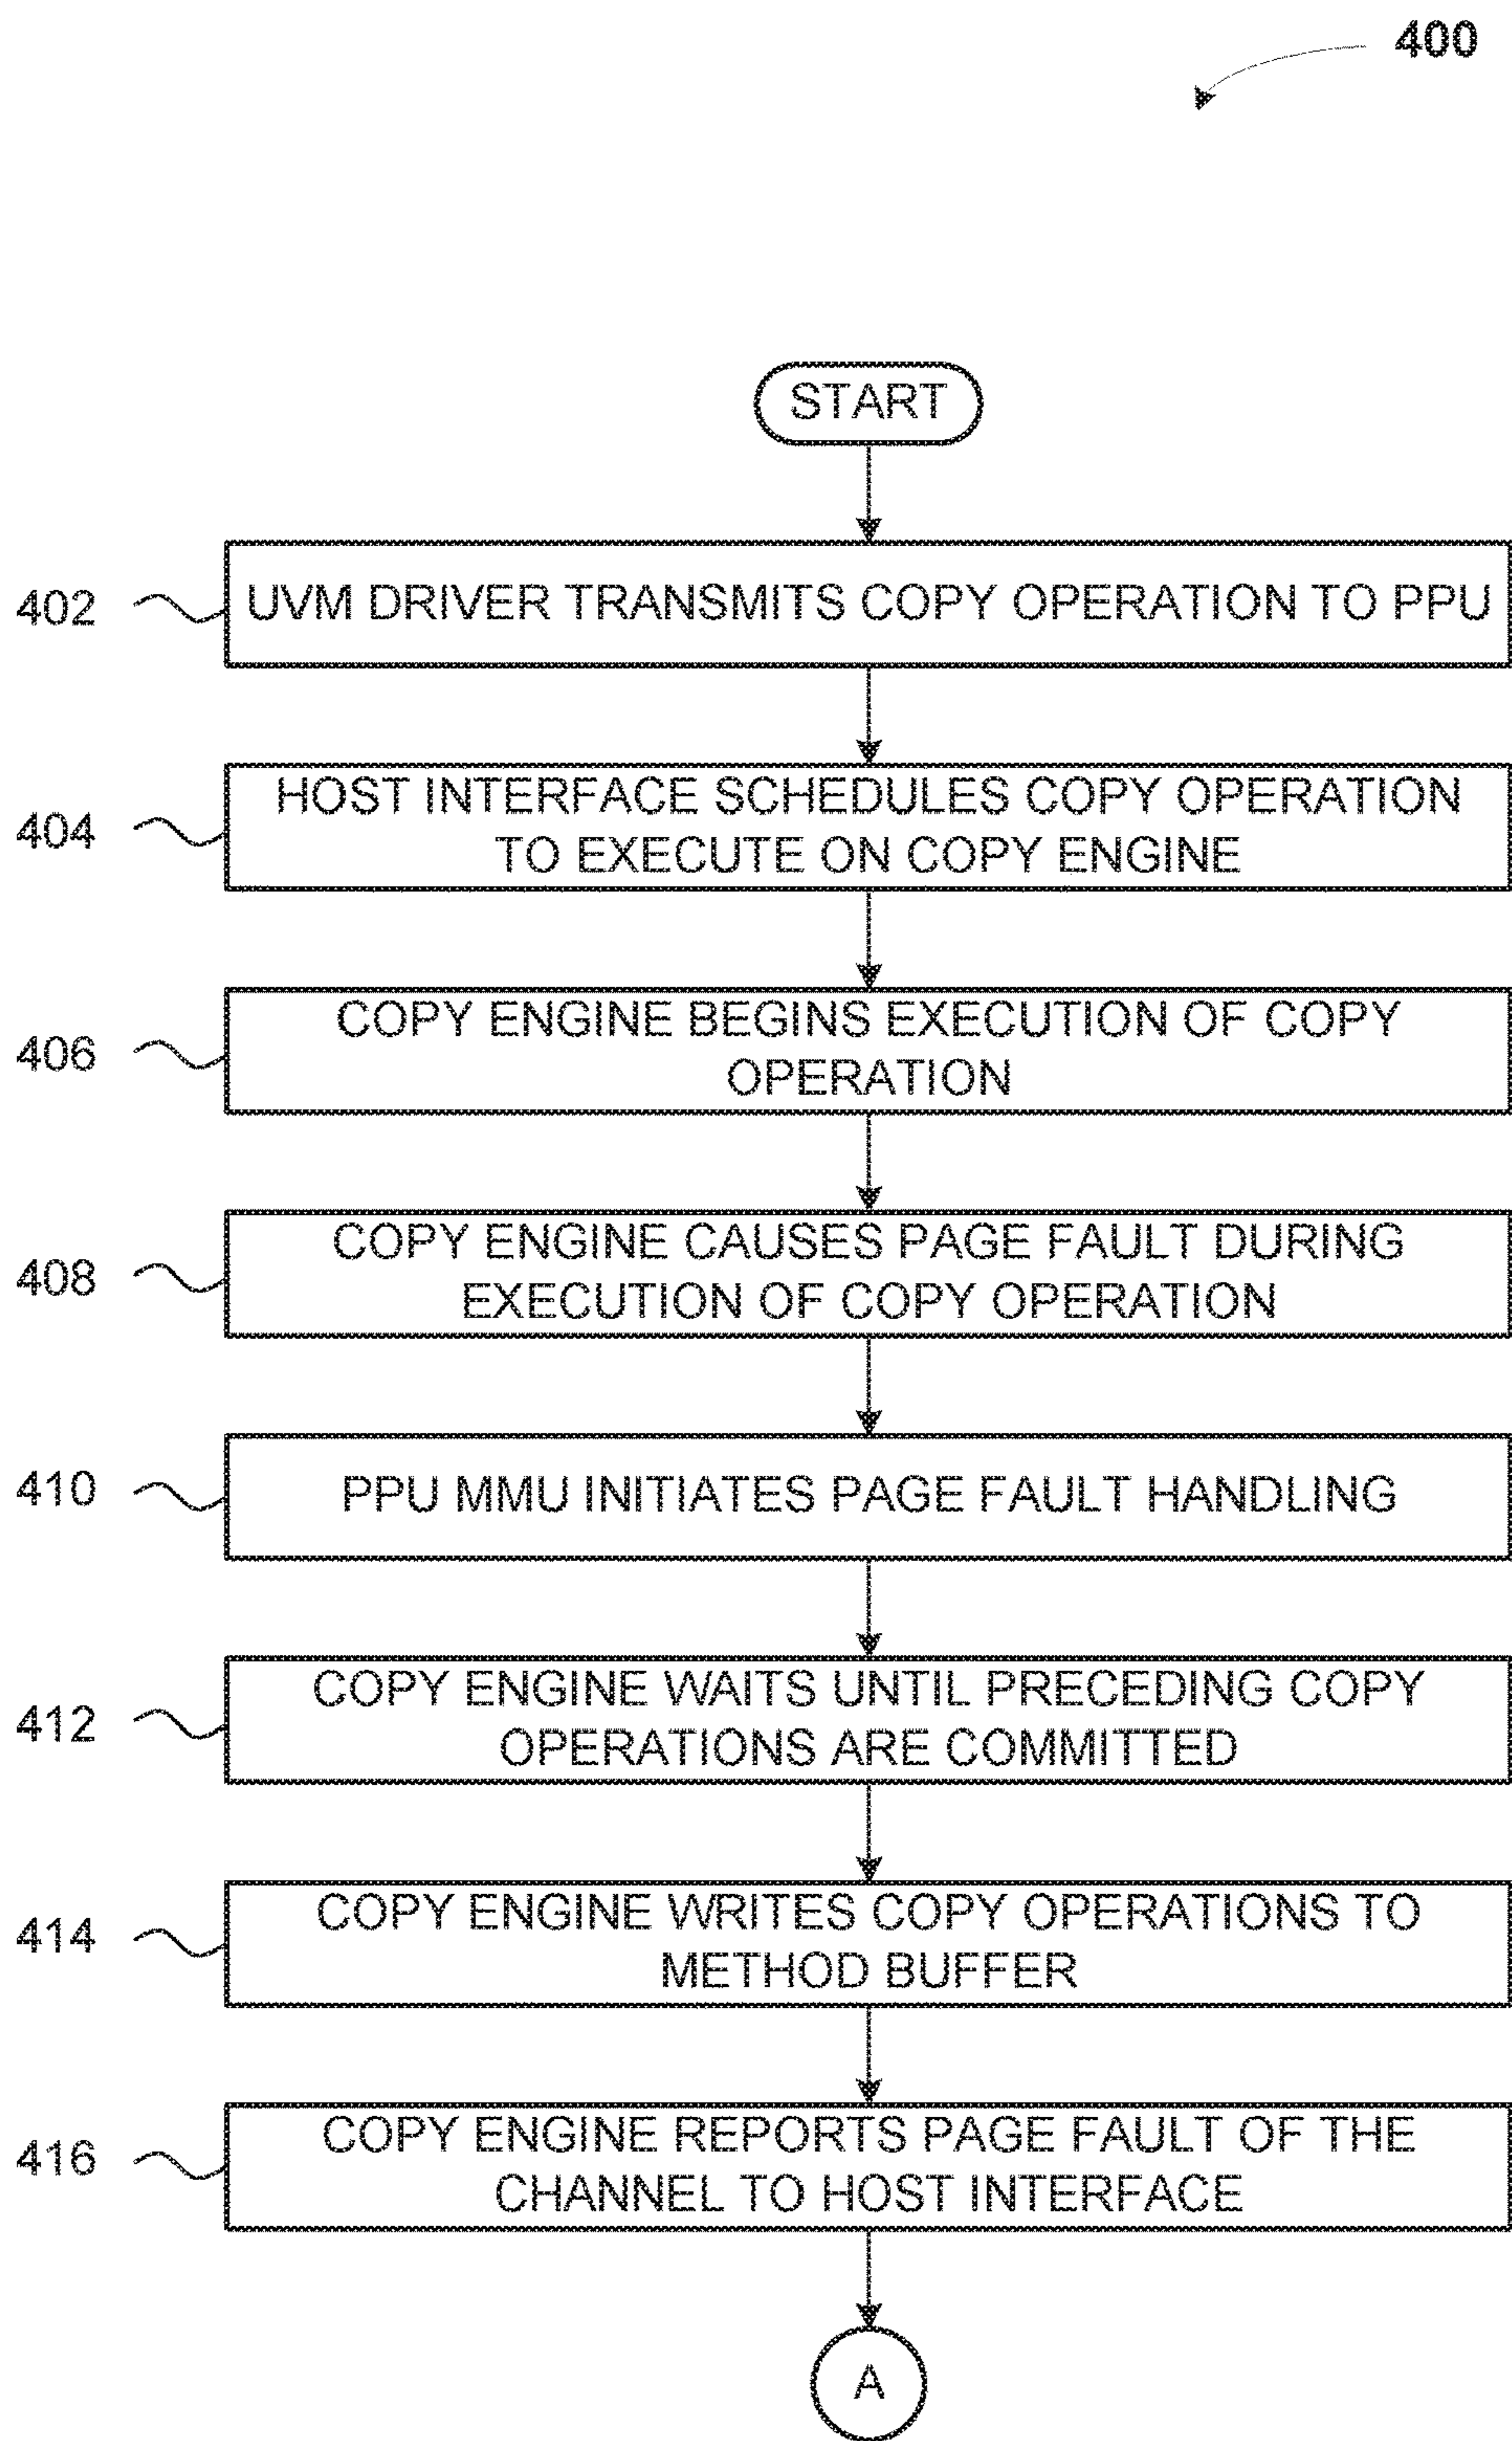 400
START
402
UVM DRIVER TRANSMITS COPY OPERATION TO PPU
404
HOST INTERFACE SCHEDULES COPY OPERATION
TO EXECUTE ON COPY ENGINE
406
COPY ENGINE BEGINS EXECUTION OF COPY
OPERATION
408
COPY ENGINE CAUSES PAGE FAULT DURING
EXECUTION OF COPY OPERATION
410
PPU MMU INITIATES PAGE FAULT HANDLING
412
COPY ENGINE WAITS UNTIL PRECEDING COPY
OPERATIONS ARE COMMITTED
414
COPY ENGINE WRITES COPY OPERATIONS TO
METHOD BUFFER
416
COPY ENGINE REPORTS PAGE FAULT OF THE
CHANNEL TO HOST INTERFACE
A